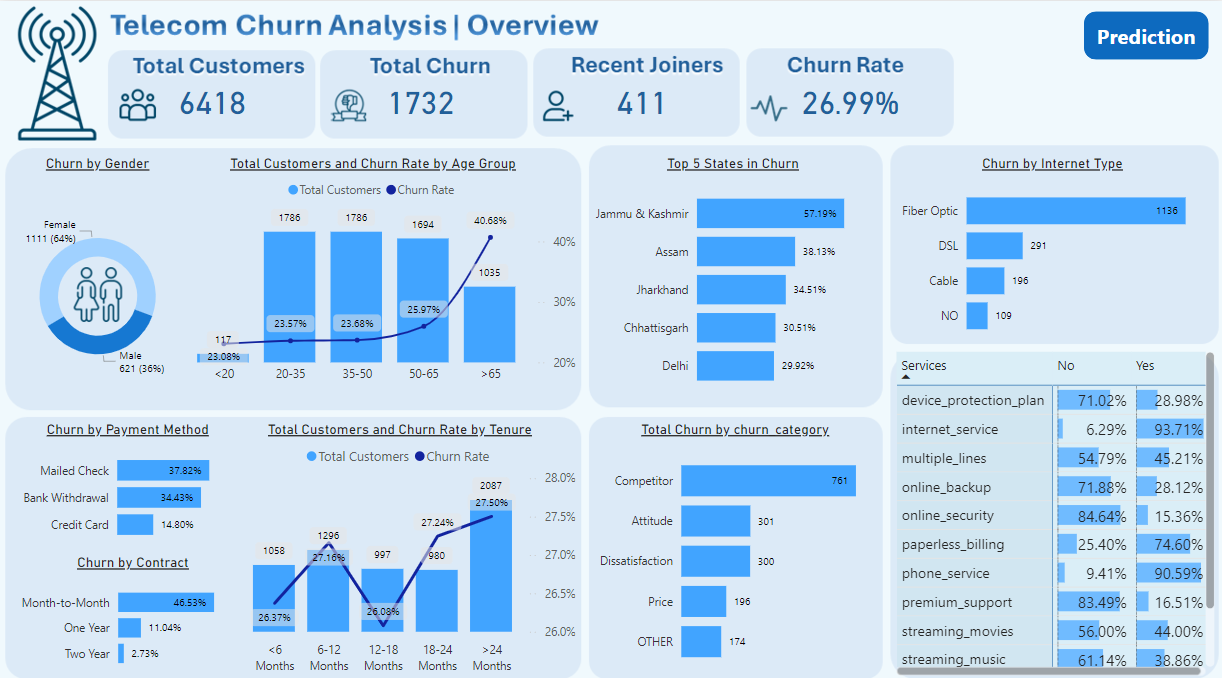 Telecom Churn Analysis | Overview
Prediction
Total Customers
6418
Total Churn
1732
Recent Joiners
411
Churn Rate
26.99%
Churn by Gender
Female
1111 (64%)
Male
621 (36%)
Total Customers and Churn Rate by Age Group
Total Customers Churn Rate
117 1786 1786 1694 1035
23.08% 23.57% 23.68% 25.97% 40.68%
40%
30%
20%
<20 20-35 35-50 50-65 >65
Top 5 States in Churn
Jammu & Kashmir 57.19%
Assam 38.13%
Jharkhand 34.51%
Chhattisgarh 30.51%
Delhi 29.92%
Churn by Internet Type
Fiber Optic 1136
DSL 291
Cable 196
NO 109
Churn by Payment Method
Mailed Check 37.82%
Bank Withdrawal 34.43%
Credit Card 14.80%
Churn by Contract
Month-to-Month 46.53%
One Year 11.04%
Two Year 2.73%
Total Customers and Churn Rate by Tenure
Total Customers Churn Rate
1058 1296 997 980 2087
26.37% 27.16% 26.08% 27.24% 27.50%
28.0%
27.5%
27.0%
26.5%
26.0%
<6 Months
6-12 Months
12-18 Months
18-24 Months
>24 Months
Total Churn by churn_category
Competitor 761
Attitude 301
Dissatisfaction 300
Price 196
OTHER 174
Services No Yes
device_protection_plan 71.02% 28.98%
internet_service 6.29% 93.71%
multiple_lines 54.79% 45.21%
online_backup 71.88% 28.12%
online_security 84.64% 15.36%
paperless_billing 25.40% 74.60%
phone_service 9.41% 90.59%
premium_support 83.49% 16.51%
streaming_movies 56.00% 44.00%
streaming_music 61.14% 38.86%